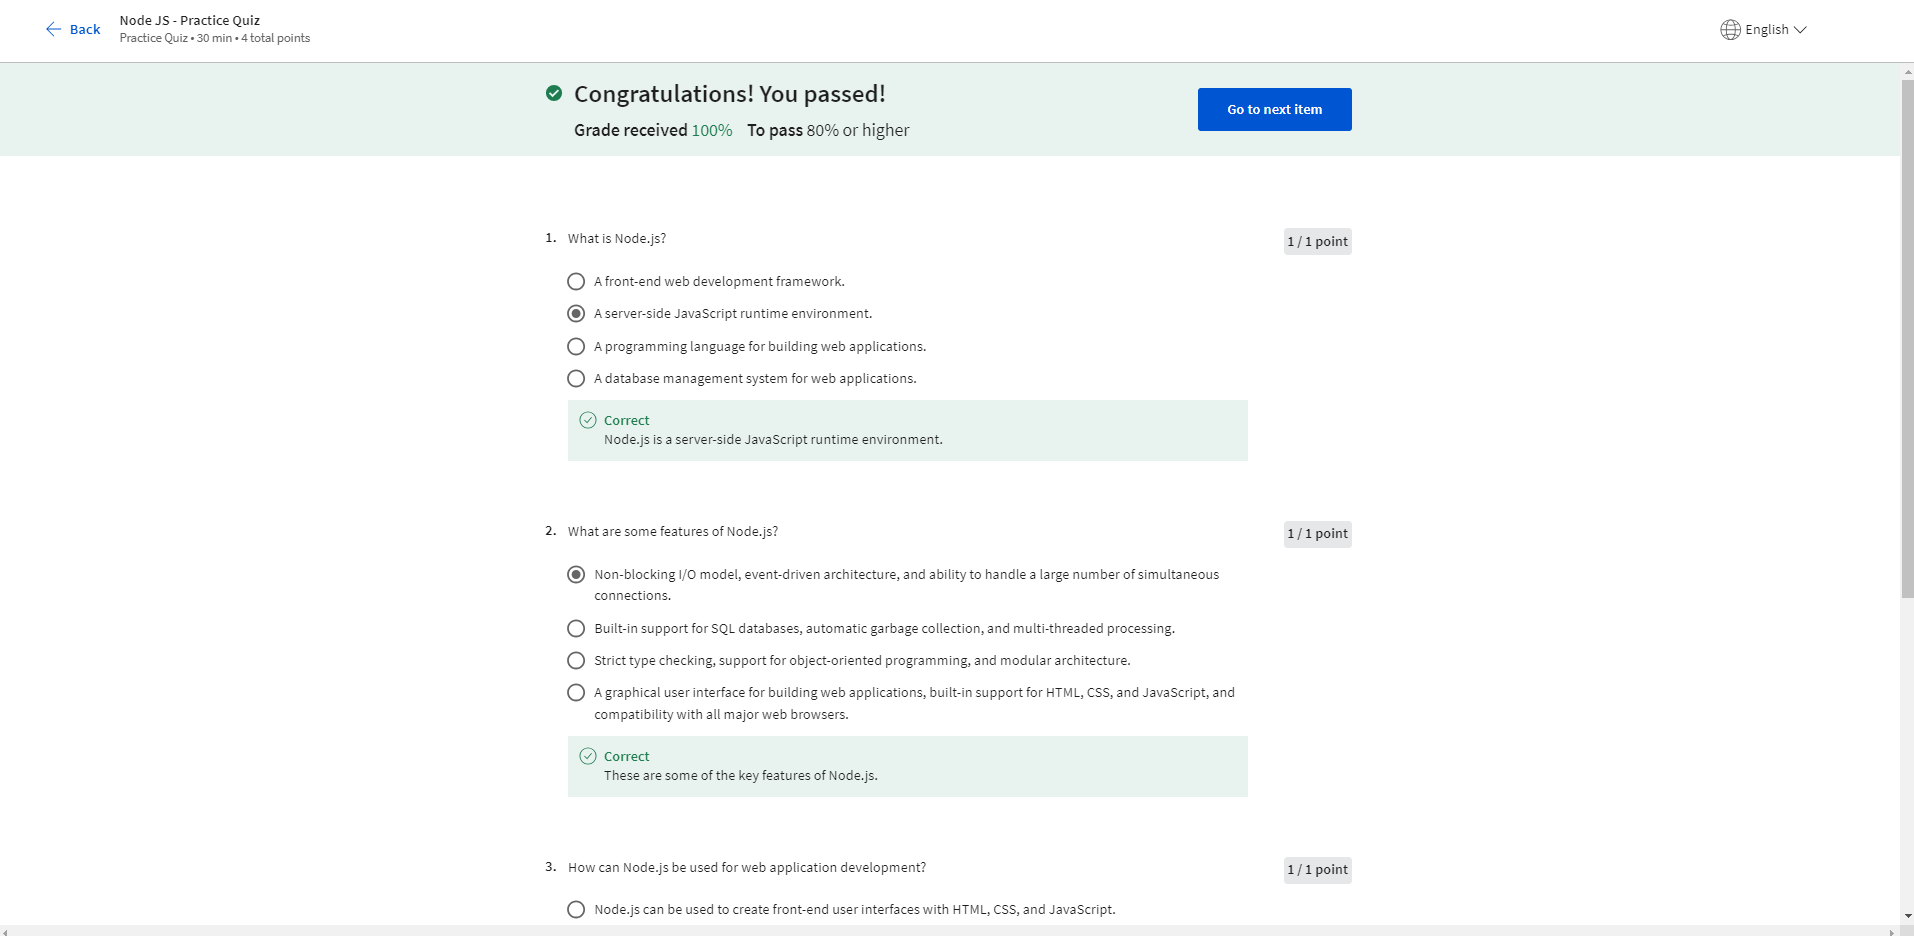 Back
Node JS - Practice Quiz
Practice Quiz • 30 min • 4 total points
English
Congratulations! You passed!
Grade received 100% To pass 80% or higher
Go to next item
1. What is Node.js?
1 / 1 point
A front-end web development framework.
A server-side JavaScript runtime environment.
A programming language for building web applications.
A database management system for web applications.
Correct
Node.js is a server-side JavaScript runtime environment.
2. What are some features of Node.js?
1 / 1 point
Non-blocking I/O model, event-driven architecture, and ability to handle a large number of simultaneous
connections.
Built-in support for SQL databases, automatic garbage collection, and multi-threaded processing.
Strict type checking, support for object-oriented programming, and modular architecture.
A graphical user interface for building web applications, built-in support for HTML, CSS, and JavaScript, and
compatibility with all major web browsers.
Correct
These are some of the key features of Node.js.
3. How can Node.js be used for web application development?
1 / 1 point
Node.js can be used to create front-end user interfaces with HTML, CSS, and JavaScript.